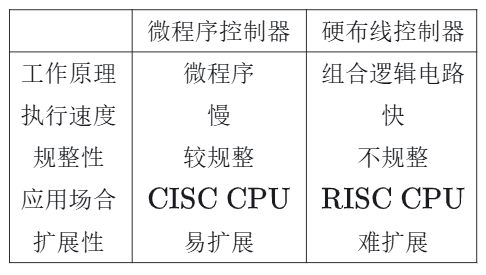 微程序控制器 硬布线控制器
工作原理 微程序 组合逻辑电路
执行速度 慢 快
规整性 较规整 不规整
应用场合 CISC CPU RISC CPU
扩展性 易扩展 难扩展